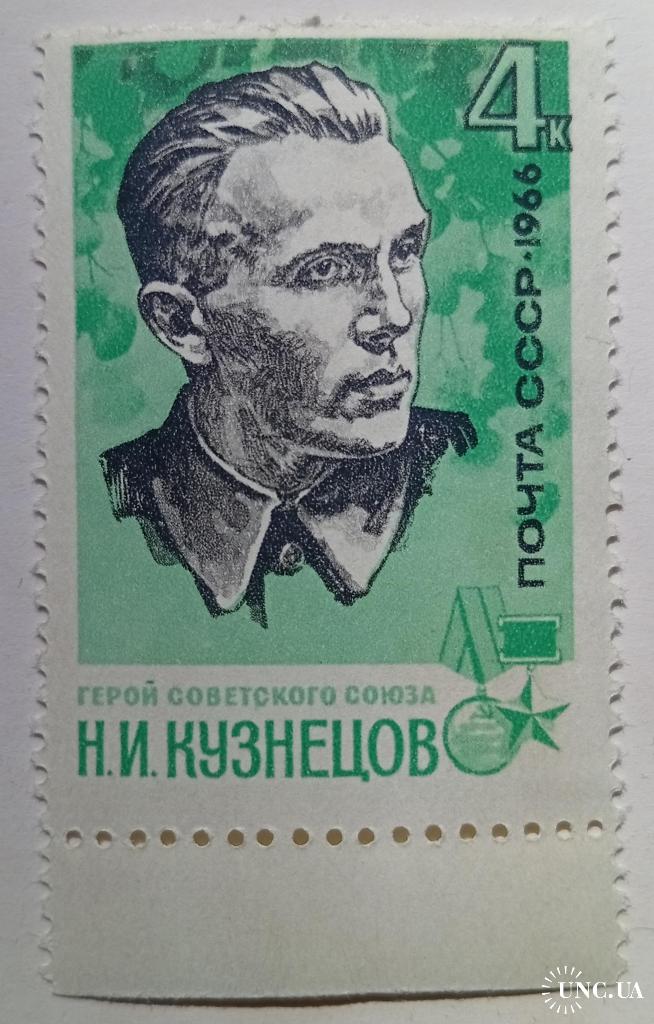 4к
ПОЧТА СССР·1966
ГЕРОЙ СОВЕТСКОГО СОЮЗА
Н.И.КУЗНЕЦОВ
UNC.UA